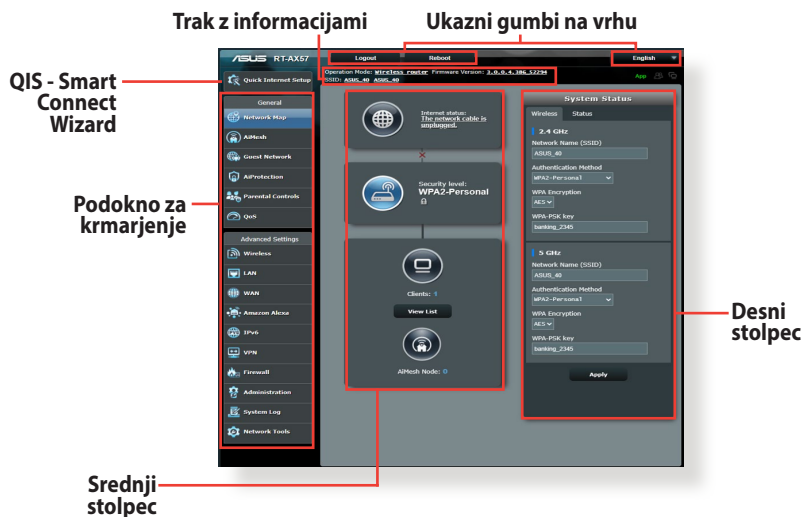 Trak z informacijami
Ukazni gumbi na vrhu
QIS - Smart
Connect
Wizard
Podokno za
krmarjenje
Srednji
stolpec
Desni
stolpec
ASUS RT-AX57
Logout
Reboot
English
Operation Mode: Wireless router Firmware Version: 3.0.0.4.386_57294
SSID: ASUS_40 ASUS_40
App
Quick Internet Setup
General
Network Map
AiMesh
Guest Network
AiProtection
Parental Controls
QoS
Advanced Settings
Wireless
LAN
WAN
Amazon Alexa
IPv6
VPN
Firewall
Administration
System Log
Network Tools
Internet status:
The network cable is
unplugged.
Security level:
WPA2-Personal
Clients: 1
View List
AiMesh Node: 0
System Status
Wireless
Status
2.4 GHz
Network Name (SSID)
ASUS_40
Authentication Method
WPA2-Personal
WPA Encryption
AES
WPA-PSK key
banking_2345
5 GHz
Network Name (SSID)
ASUS_40
Authentication Method
WPA2-Personal
WPA Encryption
AES
WPA-PSK key
banking_2345
Apply